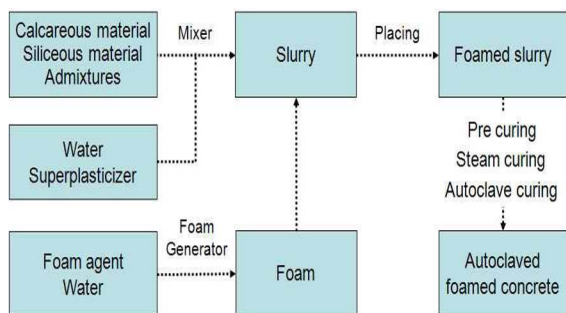 Calcareous material
Siliceous material
Admixtures
Mixer
Slurry
Placing
Foamed slurry
Water
Superplasticizer
Pre curing
Steam curing
Autoclave curing
Foam agent
Water
Foam
Generator
Foam
Autoclaved
foamed concrete